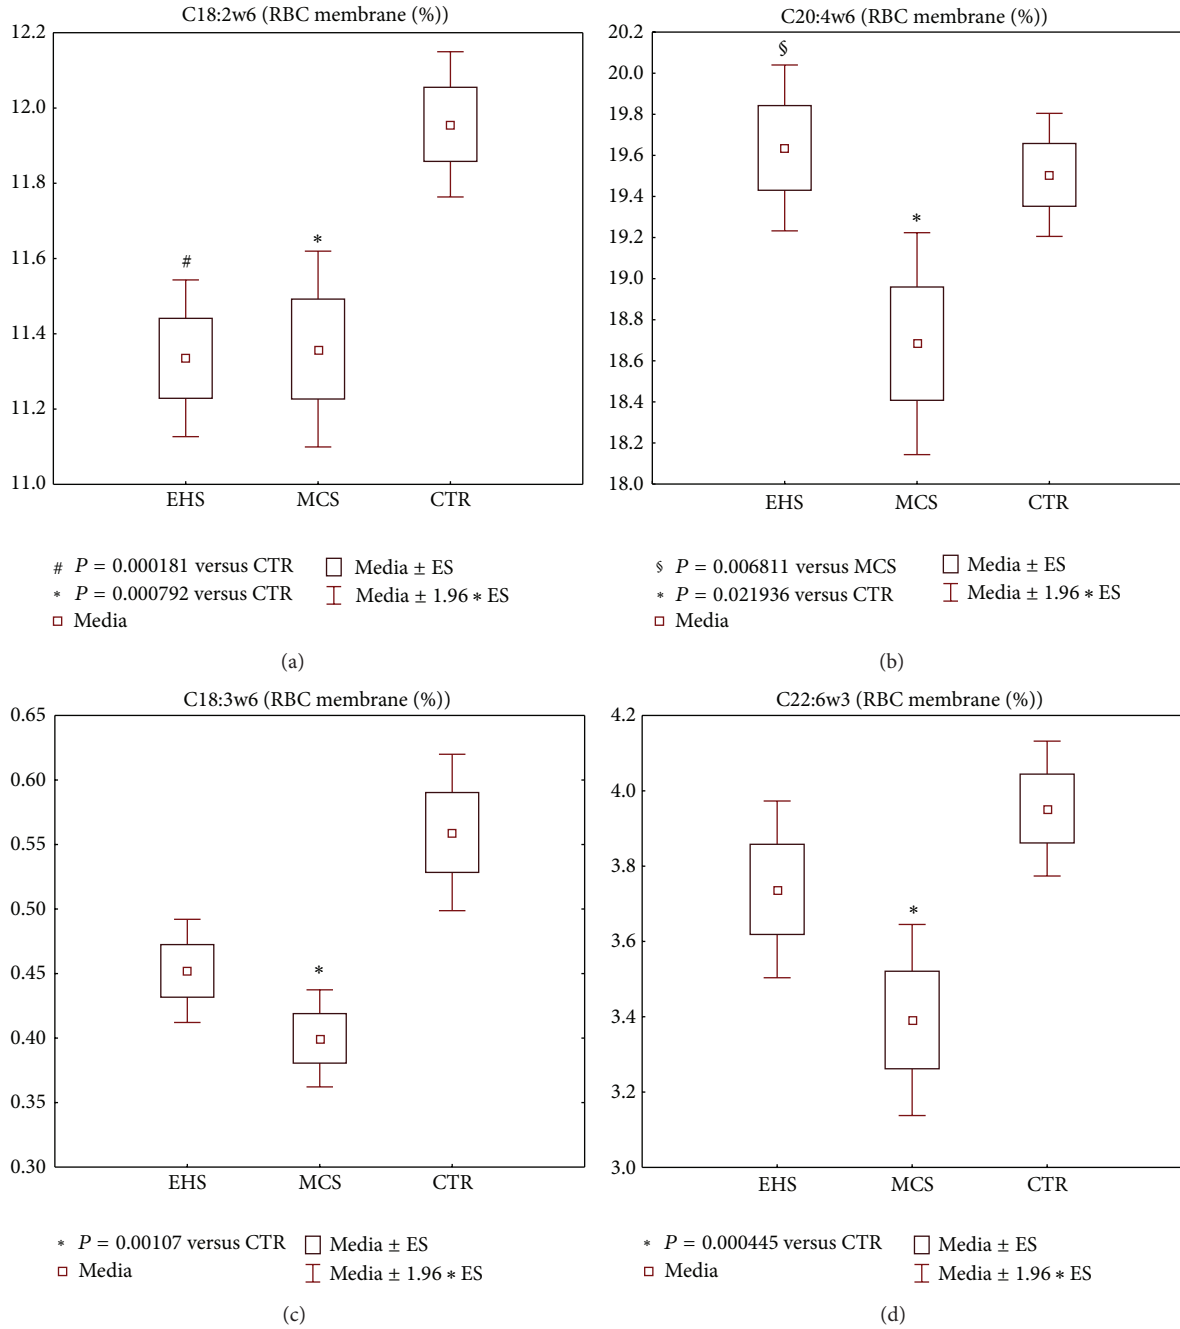 C18:2w6 (RBC membrane (%))
12.2
12.0
11.8
11.6
11.4
11.2
11.0
#
*
EHS MCS CTR
# P = 0.000181 versus CTR
* P = 0.000792 versus CTR
Media
Media ± ES
Media ± 1.96 * ES
(a)
C20:4w6 (RBC membrane (%))
20.2
20.0
19.8
19.6
19.4
19.2
19.0
18.8
18.6
18.4
18.2
18.0
§
*
EHS MCS CTR
§ P = 0.006811 versus MCS
* P = 0.021936 versus CTR
Media
Media ± ES
Media ± 1.96 * ES
(b)
C18:3w6 (RBC membrane (%))
0.65
0.60
0.55
0.50
0.45
0.40
0.35
0.30
*
EHS MCS CTR
* P = 0.00107 versus CTR
Media
Media ± ES
Media ± 1.96 * ES
(c)
C22:6w3 (RBC membrane (%))
4.2
4.0
3.8
3.6
3.4
3.2
3.0
*
EHS MCS CTR
* P = 0.000445 versus CTR
Media
Media ± ES
Media ± 1.96 * ES
(d)